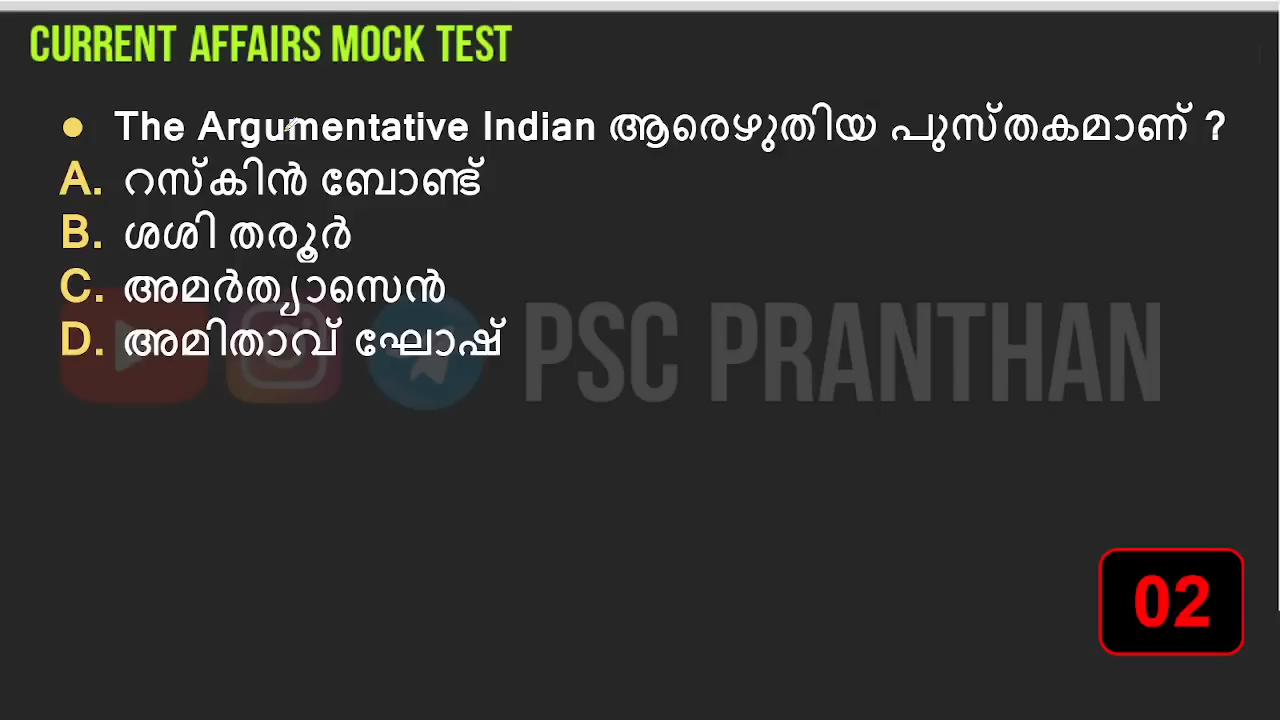 CURRENT AFFAIRS MOCK TEST
• The Argumentative Indian ആരെഴുതിയ പുസ്തകമാണ് ?
A. റസ്കിൻ ബോണ്ട്
B. ശശി തരൂർ
C. അമർത്യാസെൻ
D. അമിതാവ് ഘോഷ്
PSC PRANTHAN
02